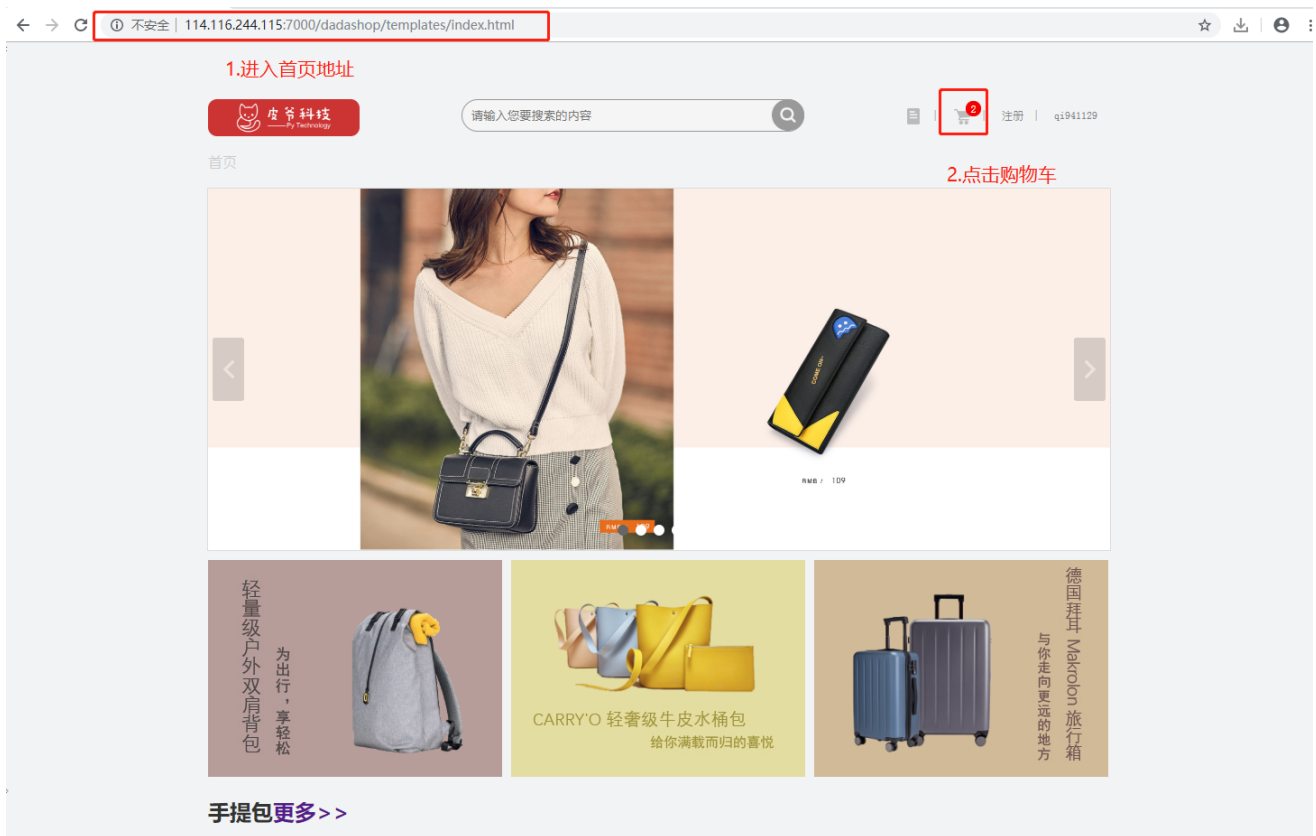 不安全 | 114.116.244.115:7000/dadashop/templates/index.html
1.进入首页地址
皮爷科技
Py Technology
请输入您要搜索的内容
2
注册
qi941129
首页
2.点击购物车
COME ON~
RMB / 109
轻量级户外双肩背包
为出行，享轻松
CARRY'O 轻奢级牛皮水桶包
给你满载而归的喜悦
德国拜耳 Makrolon 旅行箱
与你走向更远的地方
手提包更多>>